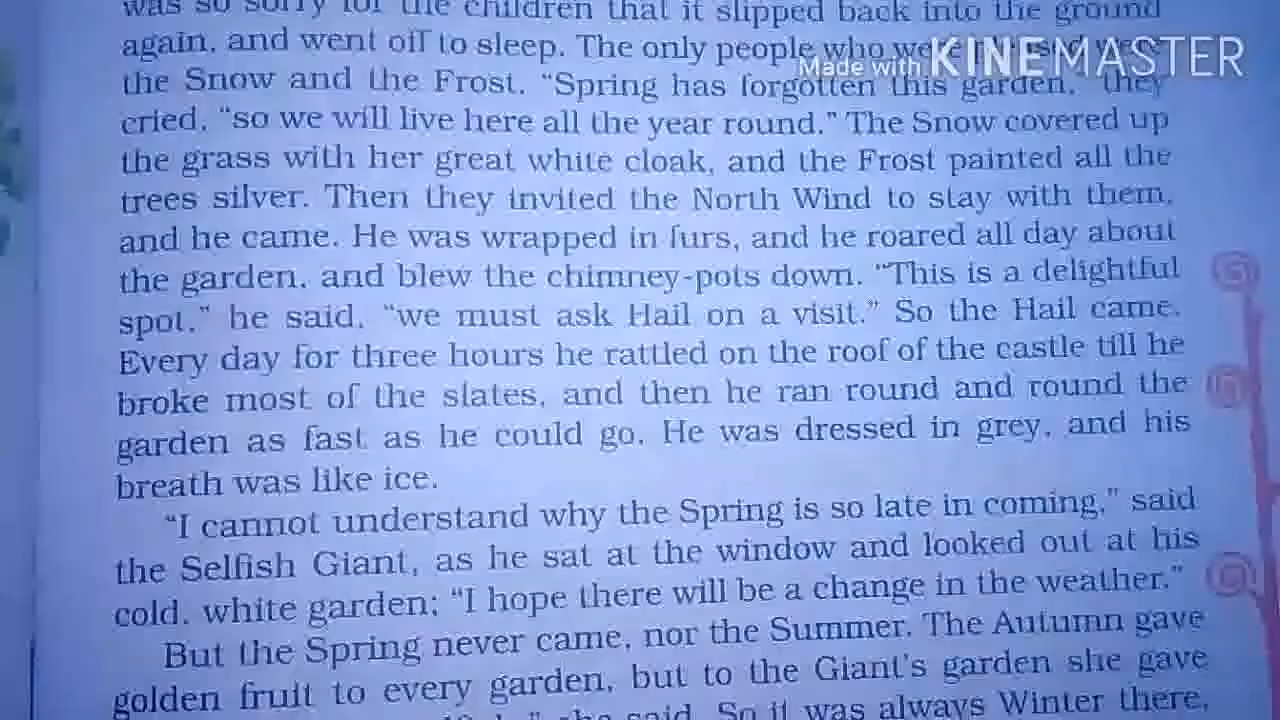 was so sorry for the children that it slipped back into the ground
again, and went off to sleep. The only people who were
Made with KINEMASTER
the Snow and the Frost. “Spring has forgotten this garden,” they
cried, “so we will live here all the year round.” The Snow covered up
the grass with her great white cloak, and the Frost painted all the
trees silver. Then they invited the North Wind to stay with them,
and he came. He was wrapped in furs, and he roared all day about
the garden, and blew the chimney-pots down. “This is a delightful
spot,” he said, “we must ask Hail on a visit.” So the Hail came.
Every day for three hours he rattled on the roof of the castle till he
broke most of the slates, and then he ran round and round the
garden as fast as he could go. He was dressed in grey, and his
breath was like ice.
“I cannot understand why the Spring is so late in coming,” said
the Selfish Giant, as he sat at the window and looked out at his
cold, white garden; “I hope there will be a change in the weather.”
But the Spring never came, nor the Summer. The Autumn gave
golden fruit to every garden, but to the Giant's garden she gave
she said. So it was always Winter there,